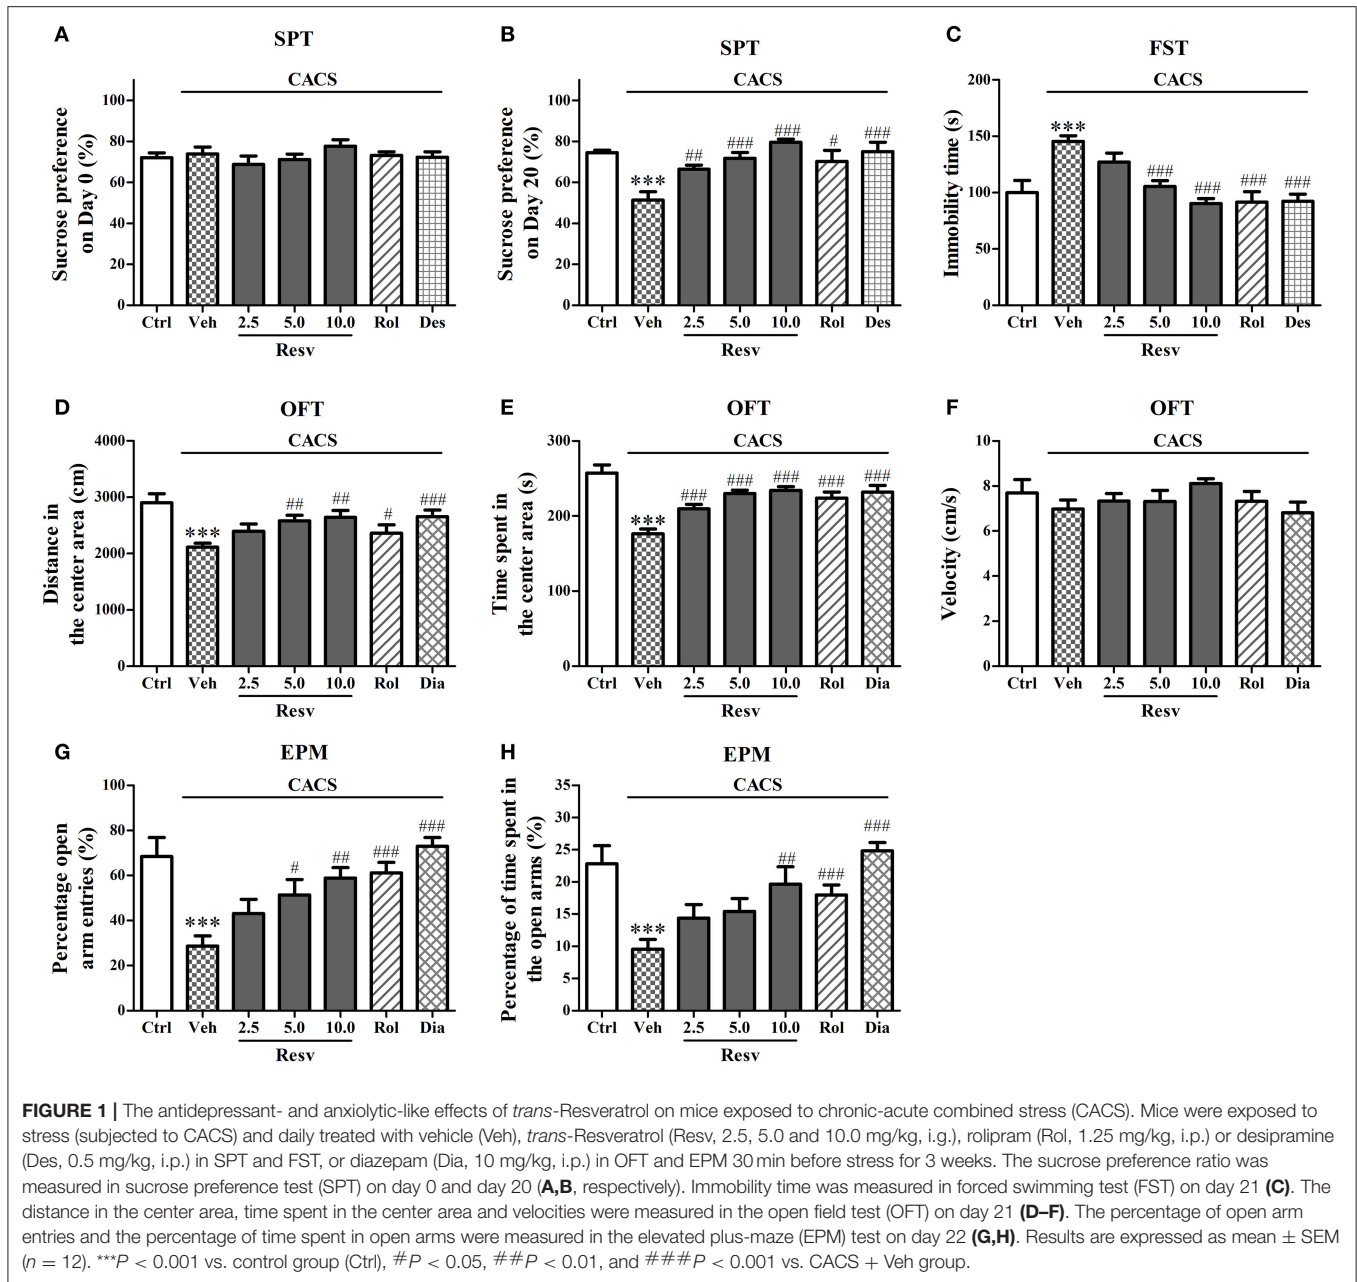 A
SPT
CACS
Sucrose preference
on Day 0 (%)
100
80
60
40
20
0
Ctrl Veh 2.5 5.0 10.0 Rol Des
Resv
B
SPT
CACS
Sucrose preference
on Day 20 (%)
100
80
60
40
20
0
*** ## ### ### # ###
Ctrl Veh 2.5 5.0 10.0 Rol Des
Resv
C
FST
CACS
Immobility time (s)
200
150
100
50
0
*** ### ### ### ###
Ctrl Veh 2.5 5.0 10.0 Rol Des
Resv
D
OFT
CACS
Distance in
the center area (cm)
4000
3000
2000
1000
0
*** ## ## # ###
Ctrl Veh 2.5 5.0 10.0 Rol Dia
Resv
E
OFT
CACS
Time spent in
the center area (s)
300
200
100
0
*** ### ### ### ### ###
Ctrl Veh 2.5 5.0 10.0 Rol Dia
Resv
F
OFT
CACS
Velocity (cm/s)
10
8
6
4
2
0
Ctrl Veh 2.5 5.0 10.0 Rol Dia
Resv
G
EPM
CACS
Percentage open
arm entries (%)
100
80
60
40
20
0
*** # ## ### ###
Ctrl Veh 2.5 5.0 10.0 Rol Dia
Resv
H
EPM
CACS
Percentage of time spent in
the open arms (%)
35
30
25
20
15
10
5
0
*** ## ### ###
Ctrl Veh 2.5 5.0 10.0 Rol Dia
Resv
FIGURE 1 | The antidepressant- and anxiolytic-like effects of trans-Resveratrol on mice exposed to chronic-acute combined stress (CACS). Mice were exposed to
stress (subjected to CACS) and daily treated with vehicle (Veh), trans-Resveratrol (Resv, 2.5, 5.0 and 10.0 mg/kg, i.g.), rolipram (Rol, 1.25 mg/kg, i.p.) or desipramine
(Des, 0.5 mg/kg, i.p.) in SPT and FST, or diazepam (Dia, 10 mg/kg, i.p.) in OFT and EPM 30 min before stress for 3 weeks. The sucrose preference ratio was
measured in sucrose preference test (SPT) on day 0 and day 20 (A,B, respectively). Immobility time was measured in forced swimming test (FST) on day 21 (C). The
distance in the center area, time spent in the center area and velocities were measured in the open field test (OFT) on day 21 (D–F). The percentage of open arm
entries and the percentage of time spent in open arms were measured in the elevated plus-maze (EPM) test on day 22 (G,H). Results are expressed as mean ± SEM
(n = 12). ***P < 0.001 vs. control group (Ctrl), #P < 0.05, ##P < 0.01, and ###P < 0.001 vs. CACS + Veh group.